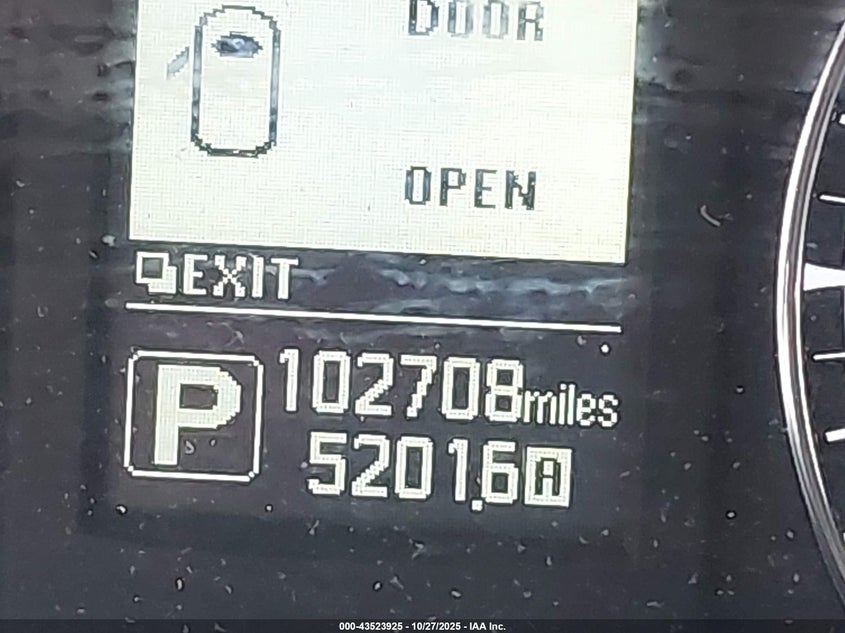 DOOR
OPEN
EXIT
P
102708miles
5201.6A
000-43523925 - 10/27/2025 - IAA Inc.